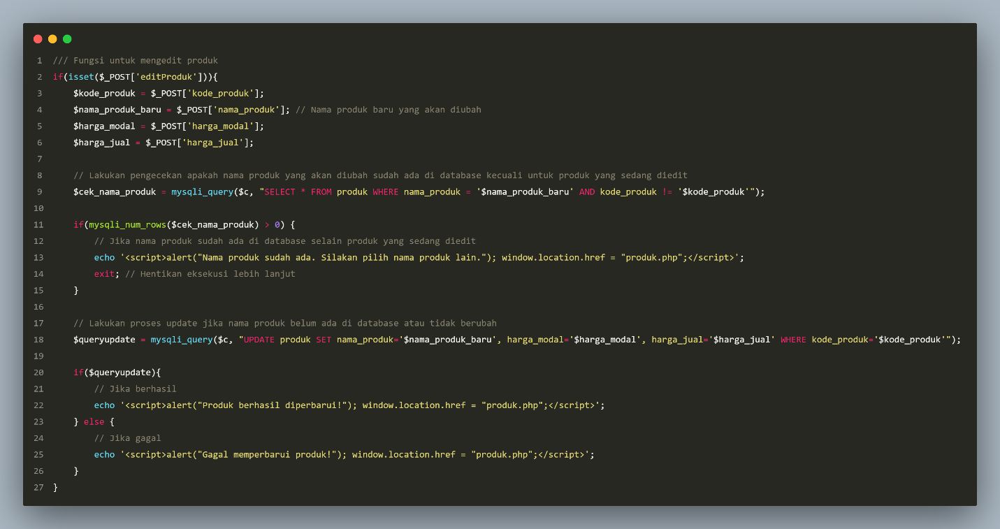 1 /// Fungsi untuk mengedit produk
2 if(isset($_POST['editProduk'])){
3     $kode_produk = $_POST['kode_produk'];
4     $nama_produk_baru = $_POST['nama_produk']; // Nama produk baru yang akan diubah
5     $harga_modal = $_POST['harga_modal'];
6     $harga_jual = $_POST['harga_jual'];
7
8     // Lakukan pengecekan apakah nama produk yang akan diubah sudah ada di database kecuali untuk produk yang sedang diedit
9     $cek_nama_produk = mysqli_query($c, "SELECT * FROM produk WHERE nama_produk = '$nama_produk_baru' AND kode_produk != '$kode_produk'");
10
11     if(mysqli_num_rows($cek_nama_produk) > 0) {
12         // Jika nama produk sudah ada di database selain produk yang sedang diedit
13         echo '<script>alert("Nama produk sudah ada. Silakan pilih nama produk lain."); window.location.href = "produk.php";</script>';
14         exit; // Hentikan eksekusi lebih lanjut
15     }
16
17     // Lakukan proses update jika nama produk belum ada di database atau tidak berubah
18     $queryupdate = mysqli_query($c, "UPDATE produk SET nama_produk='$nama_produk_baru', harga_modal='$harga_modal', harga_jual='$harga_jual' WHERE kode_produk='$kode_produk'");
19
20     if($queryupdate){
21         // Jika berhasil
22         echo '<script>alert("Produk berhasil diperbarui!"); window.location.href = "produk.php";</script>';
23     } else {
24         // Jika gagal
25         echo '<script>alert("Gagal memperbarui produk!"); window.location.href = "produk.php";</script>';
26     }
27 }